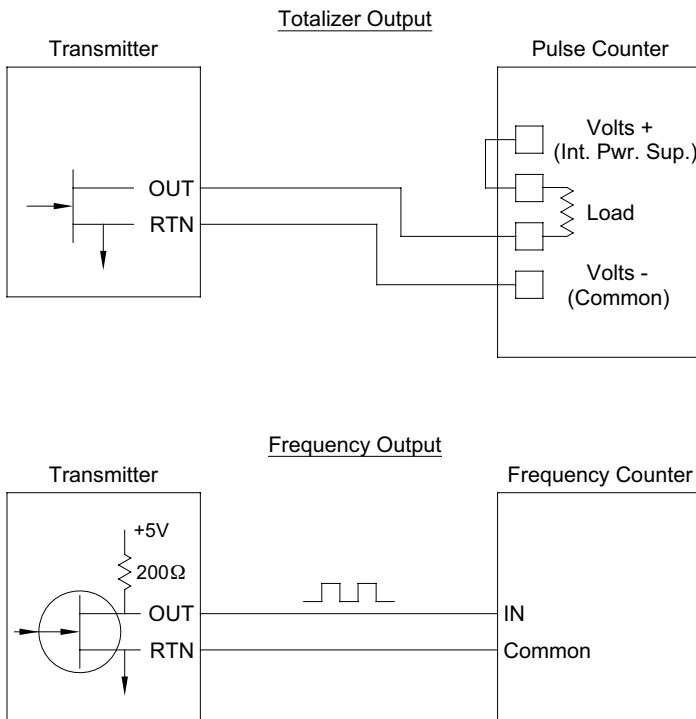 Totalizer Output
Transmitter
Pulse Counter
Volts +
(Int. Pwr. Sup.)
OUT
RTN
Load
Volts -
(Common)
Frequency Output
Transmitter
Frequency Counter
+5V
200Ω
OUT
IN
RTN
Common